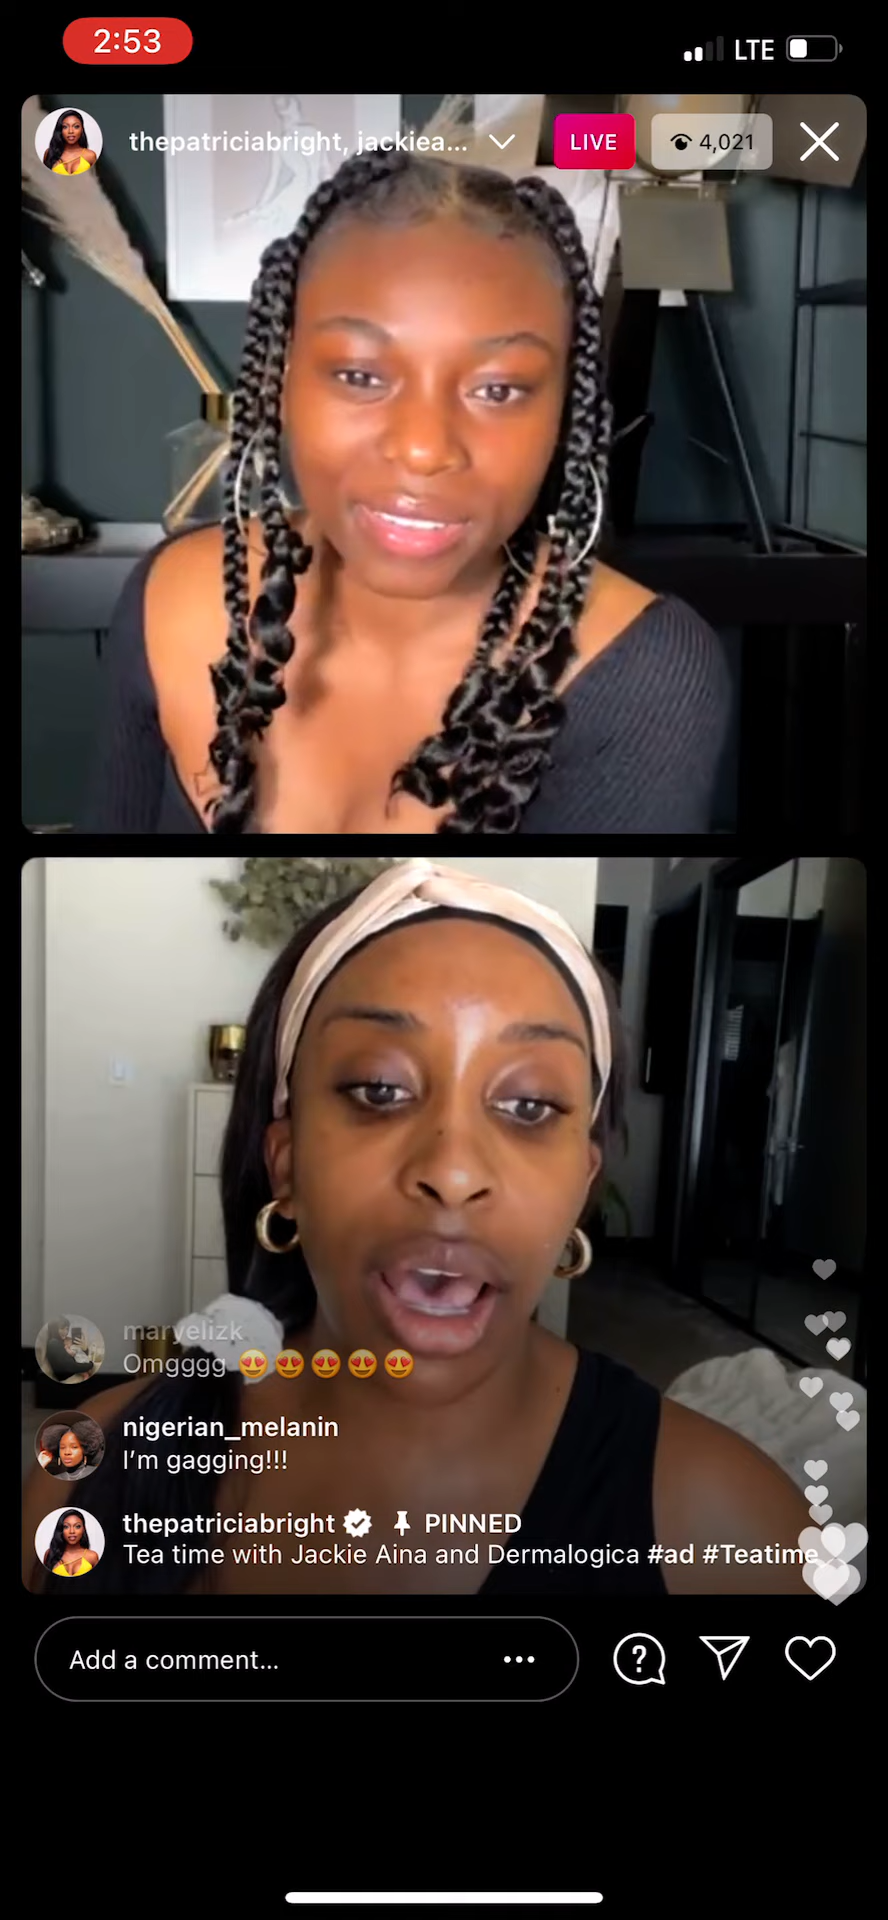 2:53
LTE
thepatriciabright, jackiea...
LIVE
4,021
maryelizk
Omgggg 😍😍😍😍😍
nigerian_melanin
I'm gagging!!!
thepatriciabright PINNED
Tea time with Jackie Aina and Dermalogica #ad #Teatime
Add a comment...